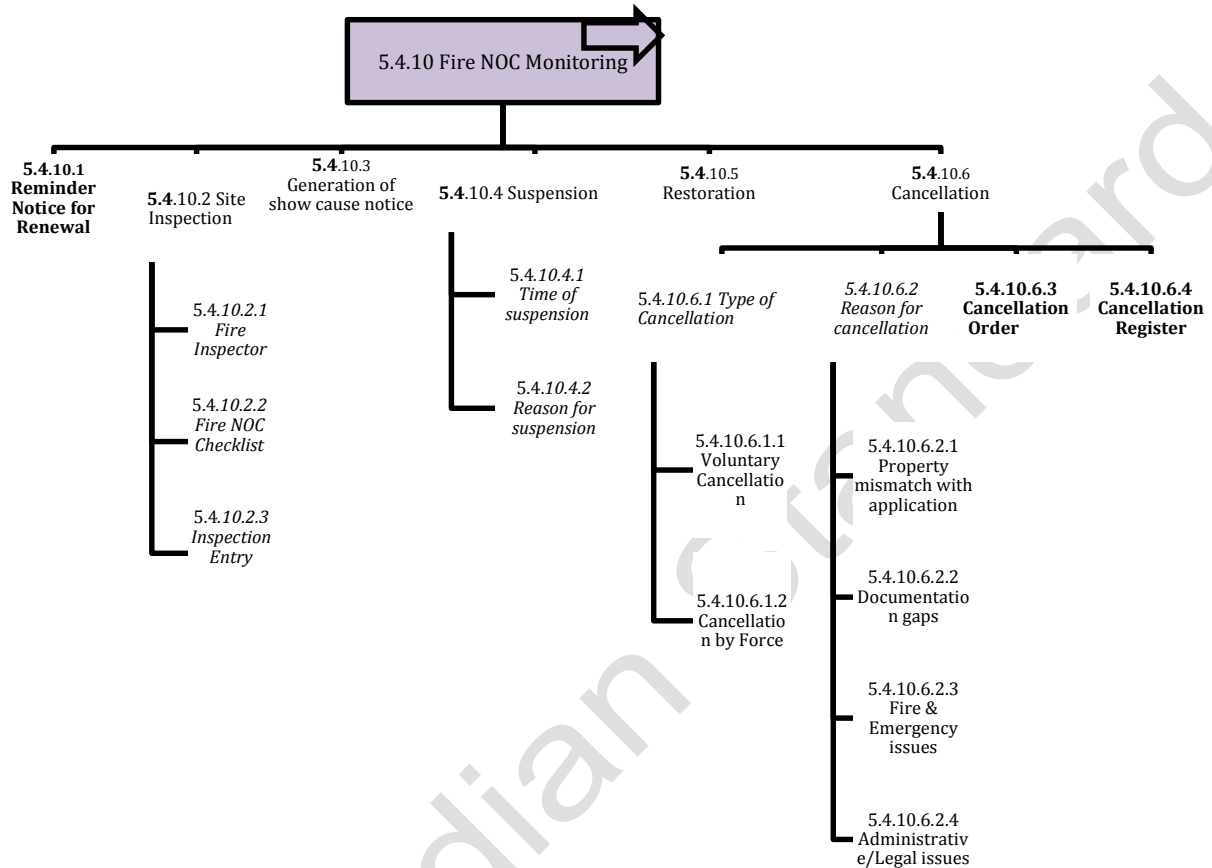 5.4.10 Fire NOC Monitoring
5.4.10.1
Reminder
Notice for
Renewal
5.4.10.2 Site
Inspection
5.4.10.3
Generation of
show cause notice
5.4.10.4 Suspension
5.4.10.5
Restoration
5.4.10.6
Cancellation
5.4.10.2.1
Fire
Inspector
5.4.10.2.2
Fire NOC
Checklist
5.4.10.2.3
Inspection
Entry
5.4.10.4.1
Time of
suspension
5.4.10.4.2
Reason for
suspension
5.4.10.6.1 Type of
Cancellation
5.4.10.6.2
Reason for
cancellation
5.4.10.6.3
Cancellation
Order
5.4.10.6.4
Cancellation
Register
5.4.10.6.1.1
Voluntary
Cancellatio
n
5.4.10.6.1.2
Cancellatio
n by Force
5.4.10.6.2.1
Property
mismatch with
application
5.4.10.6.2.2
Documentatio
n gaps
5.4.10.6.2.3
Fire &
Emergency
issues
5.4.10.6.2.4
Administrativ
e/Legal issues
dian Standard